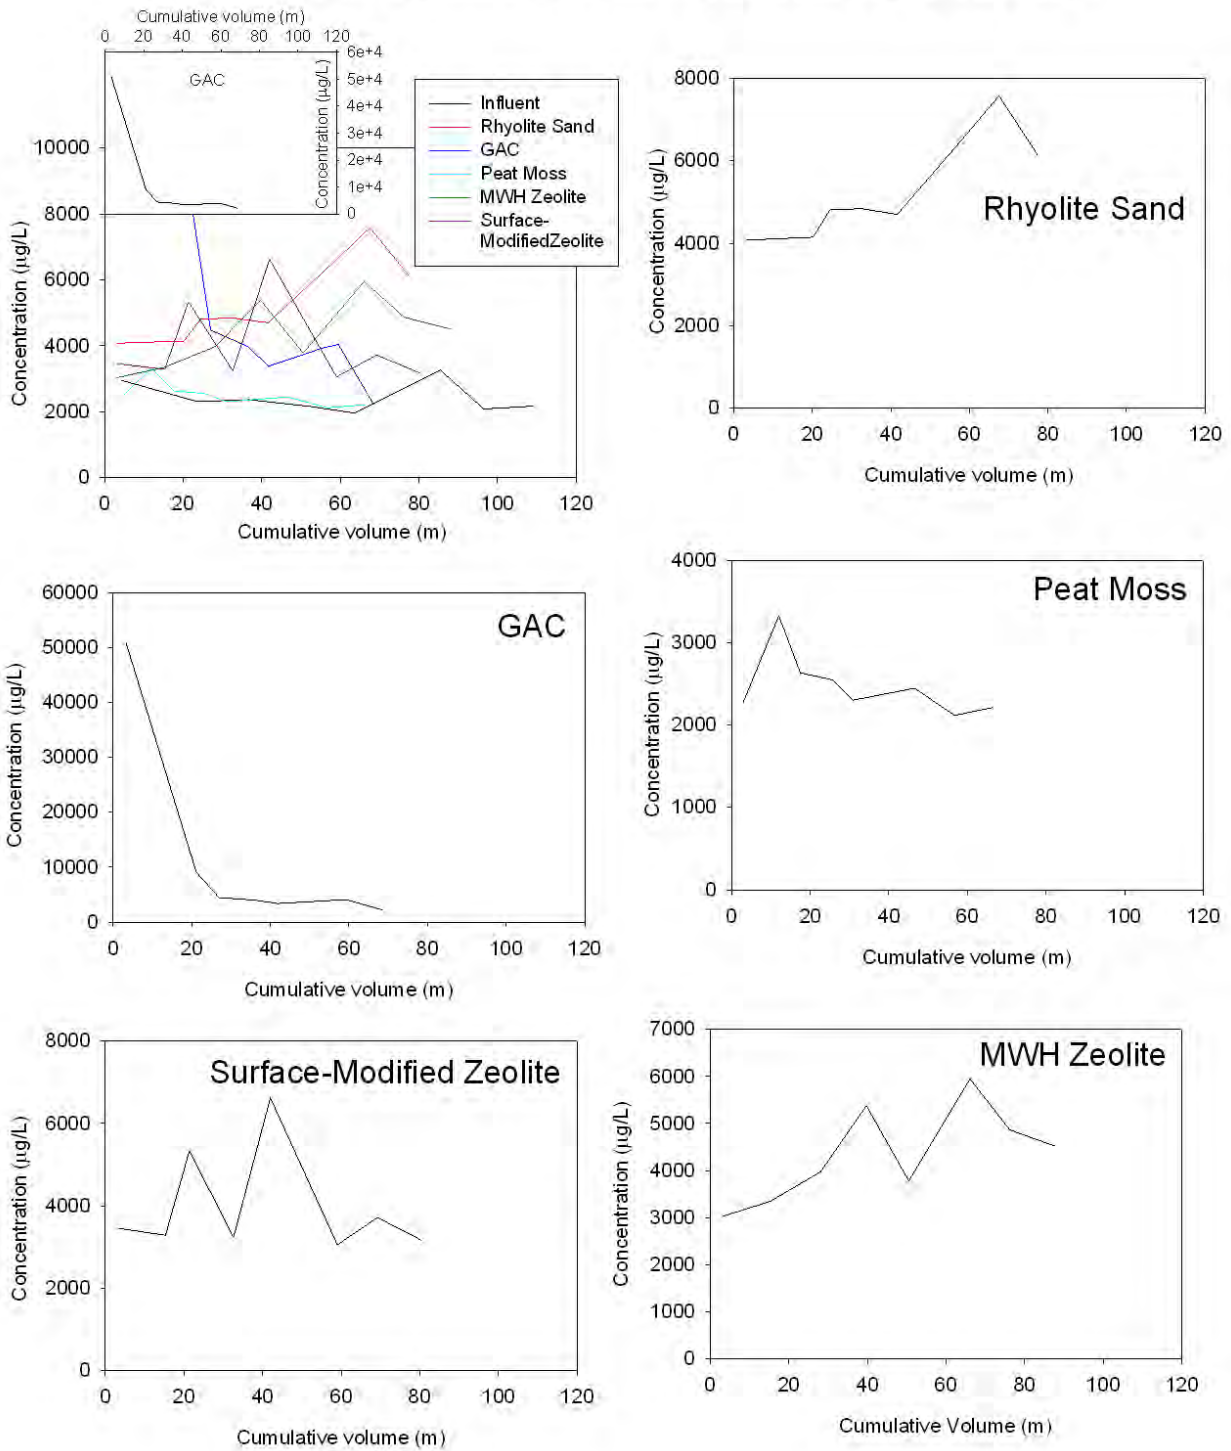 Cumulative volume (m)
0 20 40 60 80 100 120
6e+4
5e+4
4e+4
3e+4
2e+4
1e+4
0
Concentration (µg/L)
GAC
Influent
Rhyolite Sand
GAC
Peat Moss
MWH Zeolite
Surface-
ModifiedZeolite
10000
8000
6000
4000
2000
0
Concentration (µg/L)
0 20 40 60 80 100 120
Cumulative volume (m)
8000
6000
4000
2000
0
Concentration (µg/L)
Rhyolite Sand
0 20 40 60 80 100 120
Cumulative volume (m)
60000
50000
40000
30000
20000
10000
0
Concentration (µg/L)
GAC
0 20 40 60 80 100 120
Cumulative volume (m)
4000
3000
2000
1000
0
Concentration (µg/L)
Peat Moss
0 20 40 60 80 100 120
Cumulative volume (m)
8000
6000
4000
2000
0
Concentration (µg/L)
Surface-Modified Zeolite
0 20 40 60 80 100 120
Cumulative volume (m)
7000
6000
5000
4000
3000
2000
1000
0
Concentration (µg/L)
MWH Zeolite
0 20 40 60 80 100 120
Cumulative Volume (m)